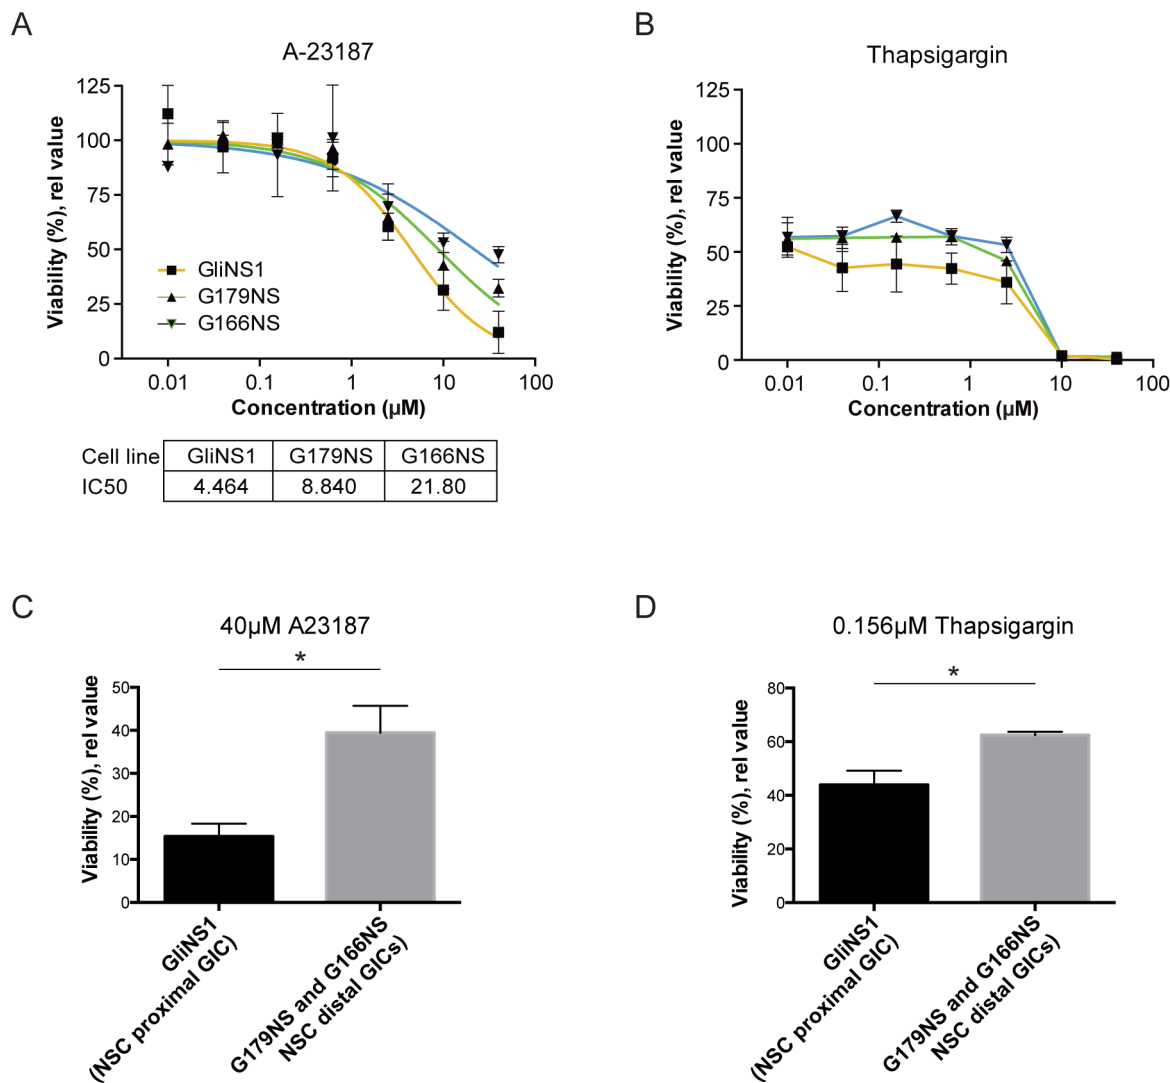 A
A-23187
Viability (%), rel value
125
100
75
50
25
0
GliNS1
G179NS
G166NS
0.01
0.1
1
10
100
Concentration (µM)
Cell line GliNS1 G179NS G166NS
IC50 4.464 8.840 21.80
B
Thapsigargin
Viability (%), rel value
125
100
75
50
25
0
0.01
0.1
1
10
100
Concentration (µM)
C
40µM A23187
*
Viability (%), rel value
50
40
30
20
10
0
GliNS1
(NSC proximal GIC)
G179NS and G166NS
NSC distal GICs)
D
0.156µM Thapsigargin
*
Viability (%), rel value
80
60
40
20
0
GliNS1
(NSC proximal GIC)
G179NS and G166NS
NSC distal GICs)